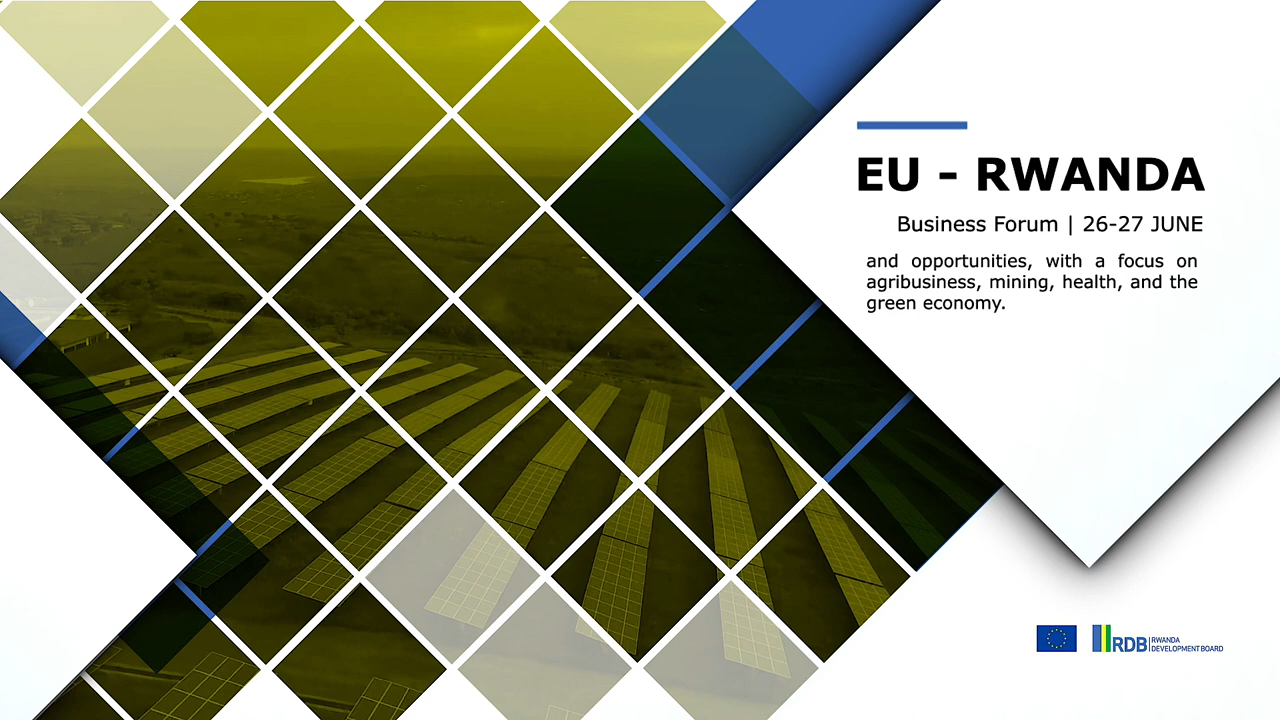 EU - RWANDA
Business Forum | 26-27 JUNE
and opportunities, with a focus on
agribusiness, mining, health, and the
green economy.
RDB
RWANDA
DEVELOPMENT BOARD